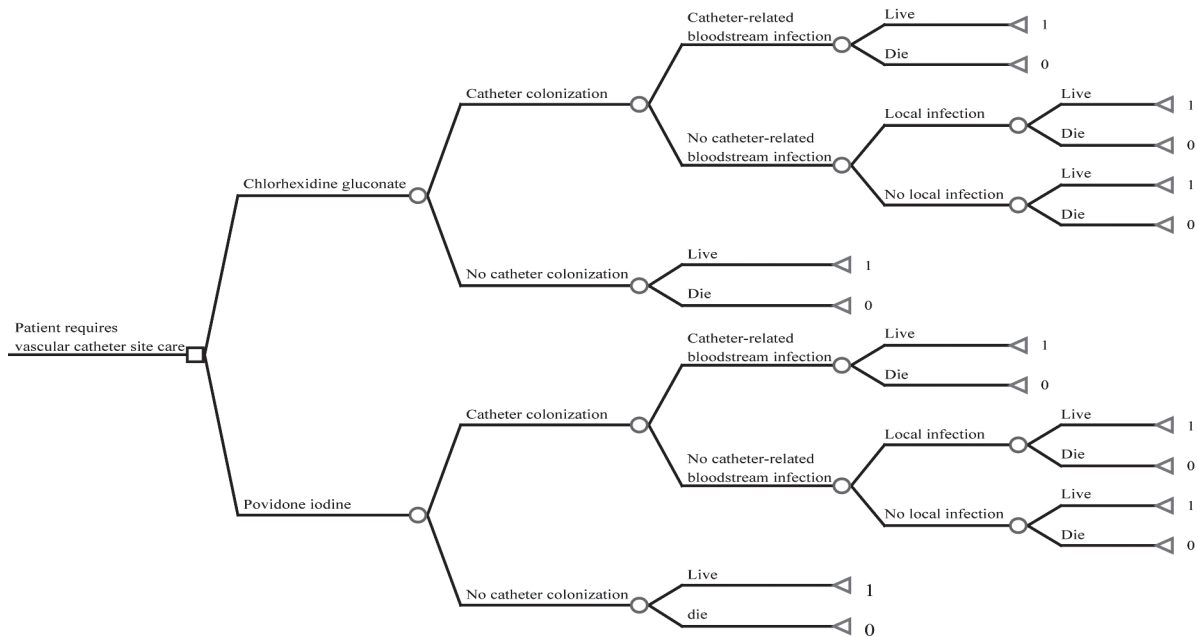 Catheter-related
bloodstream infection
Live
1
Die
0
Catheter colonization
No catheter-related
bloodstream infection
Local infection
Live
1
Die
0
No local infection
Live
1
Die
0
Chlorhexidine gluconate
No catheter colonization
Live
1
Die
0
Patient requires
vascular catheter site care
Catheter-related
bloodstream infection
Live
1
Die
0
Catheter colonization
No catheter-related
bloodstream infection
Local infection
Live
1
Die
0
No local infection
Live
1
Die
0
Povidone iodine
No catheter colonization
Live
1
die
0